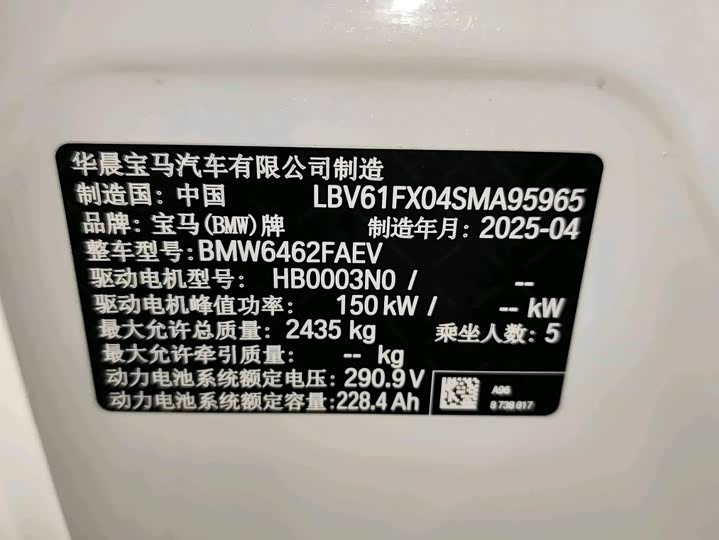 华晨宝马汽车有限公司制造
制造国: 中国 LBV61FX04SMA95965
品牌: 宝马(BMW)牌 制造年月: 2025-04
整车型号: BMW6462FAEV
驱动电机型号: HB0003N0 / --
驱动电机峰值功率: 150 kW / -- kW
最大允许总质量: 2435 kg 乘坐人数: 5
最大允许牵引质量: -- kg
动力电池系统额定电压: 290.9 V
动力电池系统额定容量: 228.4 Ah
A96
8 738 817